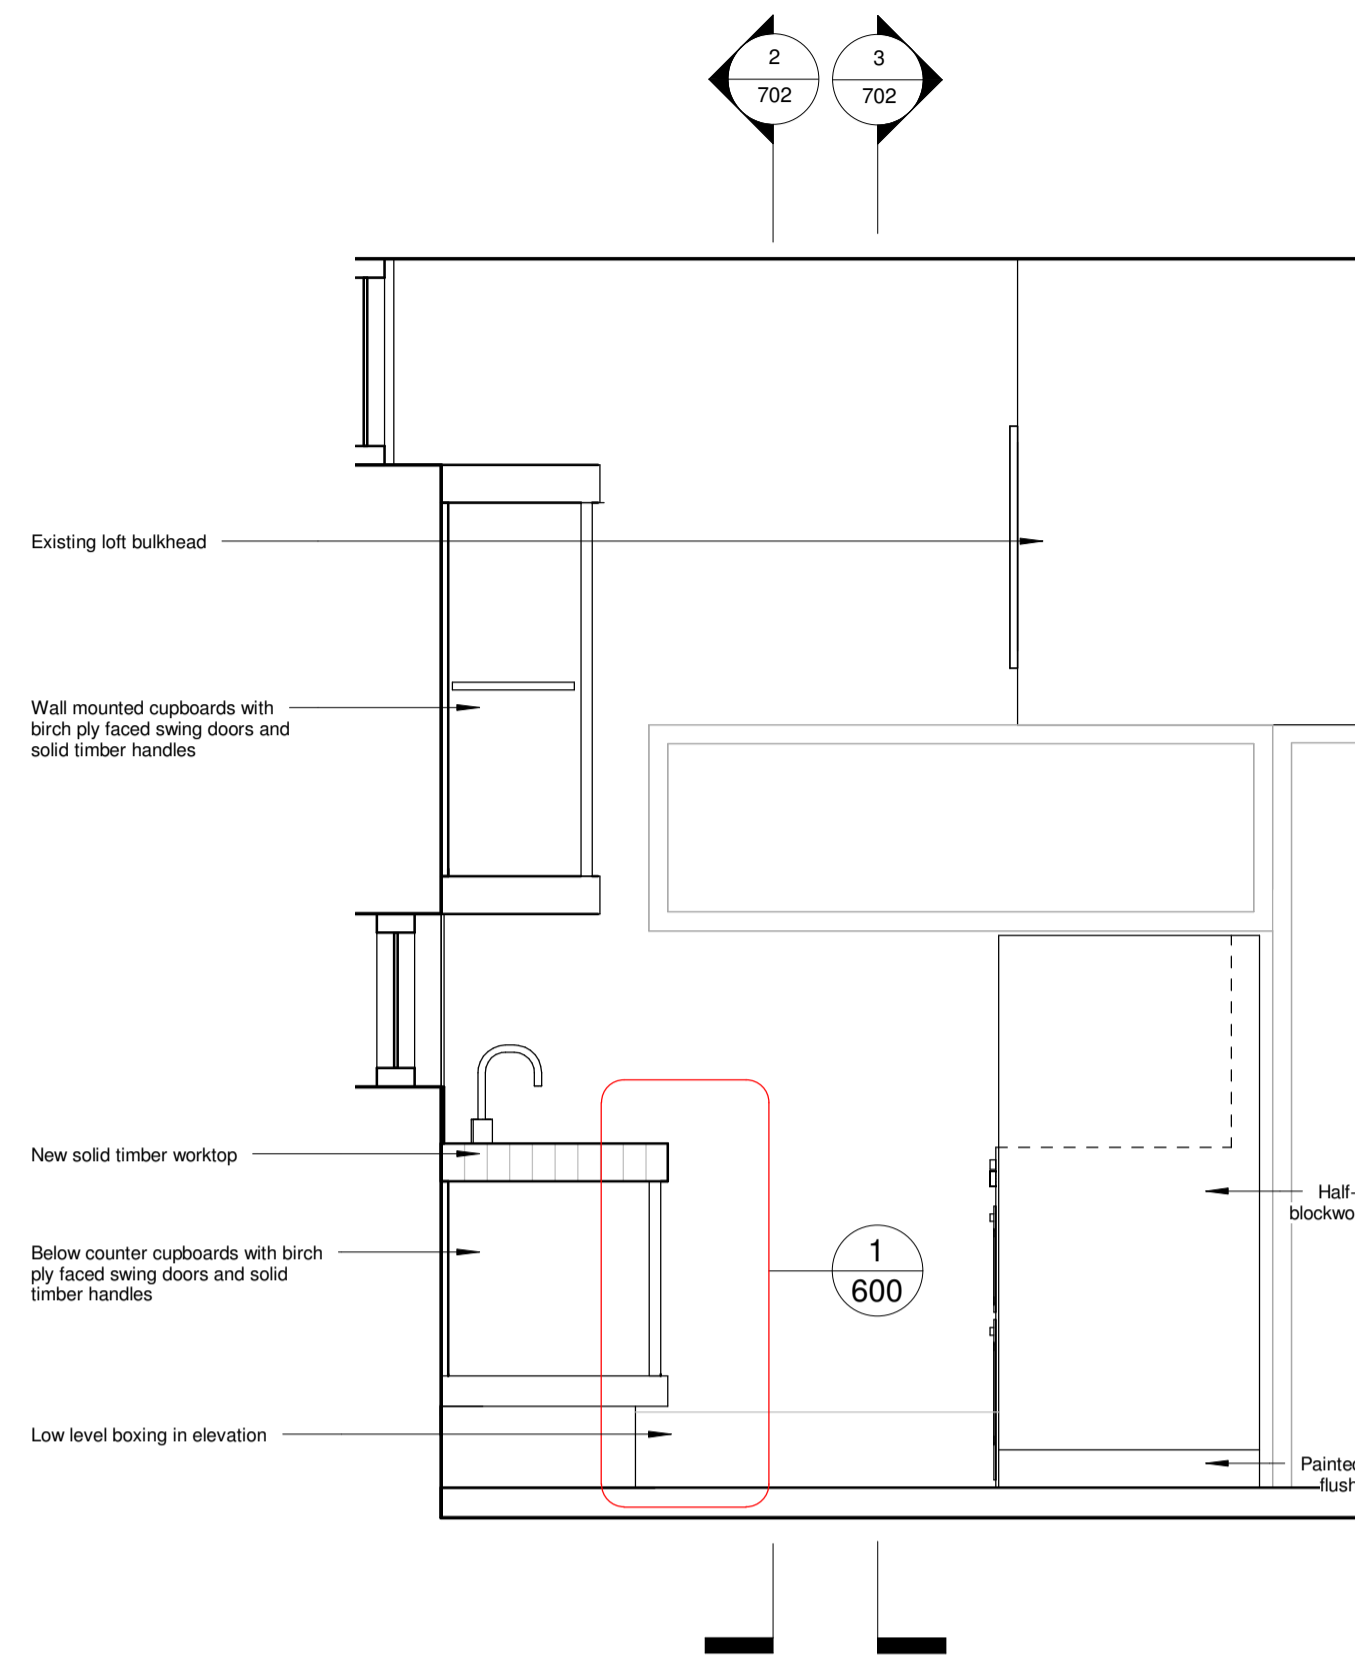 2
702
3
702
Existing loft bulkhead
Wall mounted cupboards with
birch ply faced swing doors and
solid timber handles
New solid timber worktop
Half-
blockwo
Below counter cupboards with birch
ply faced swing doors and solid
timber handles
1
600
Low level boxing in elevation
Painted
flush